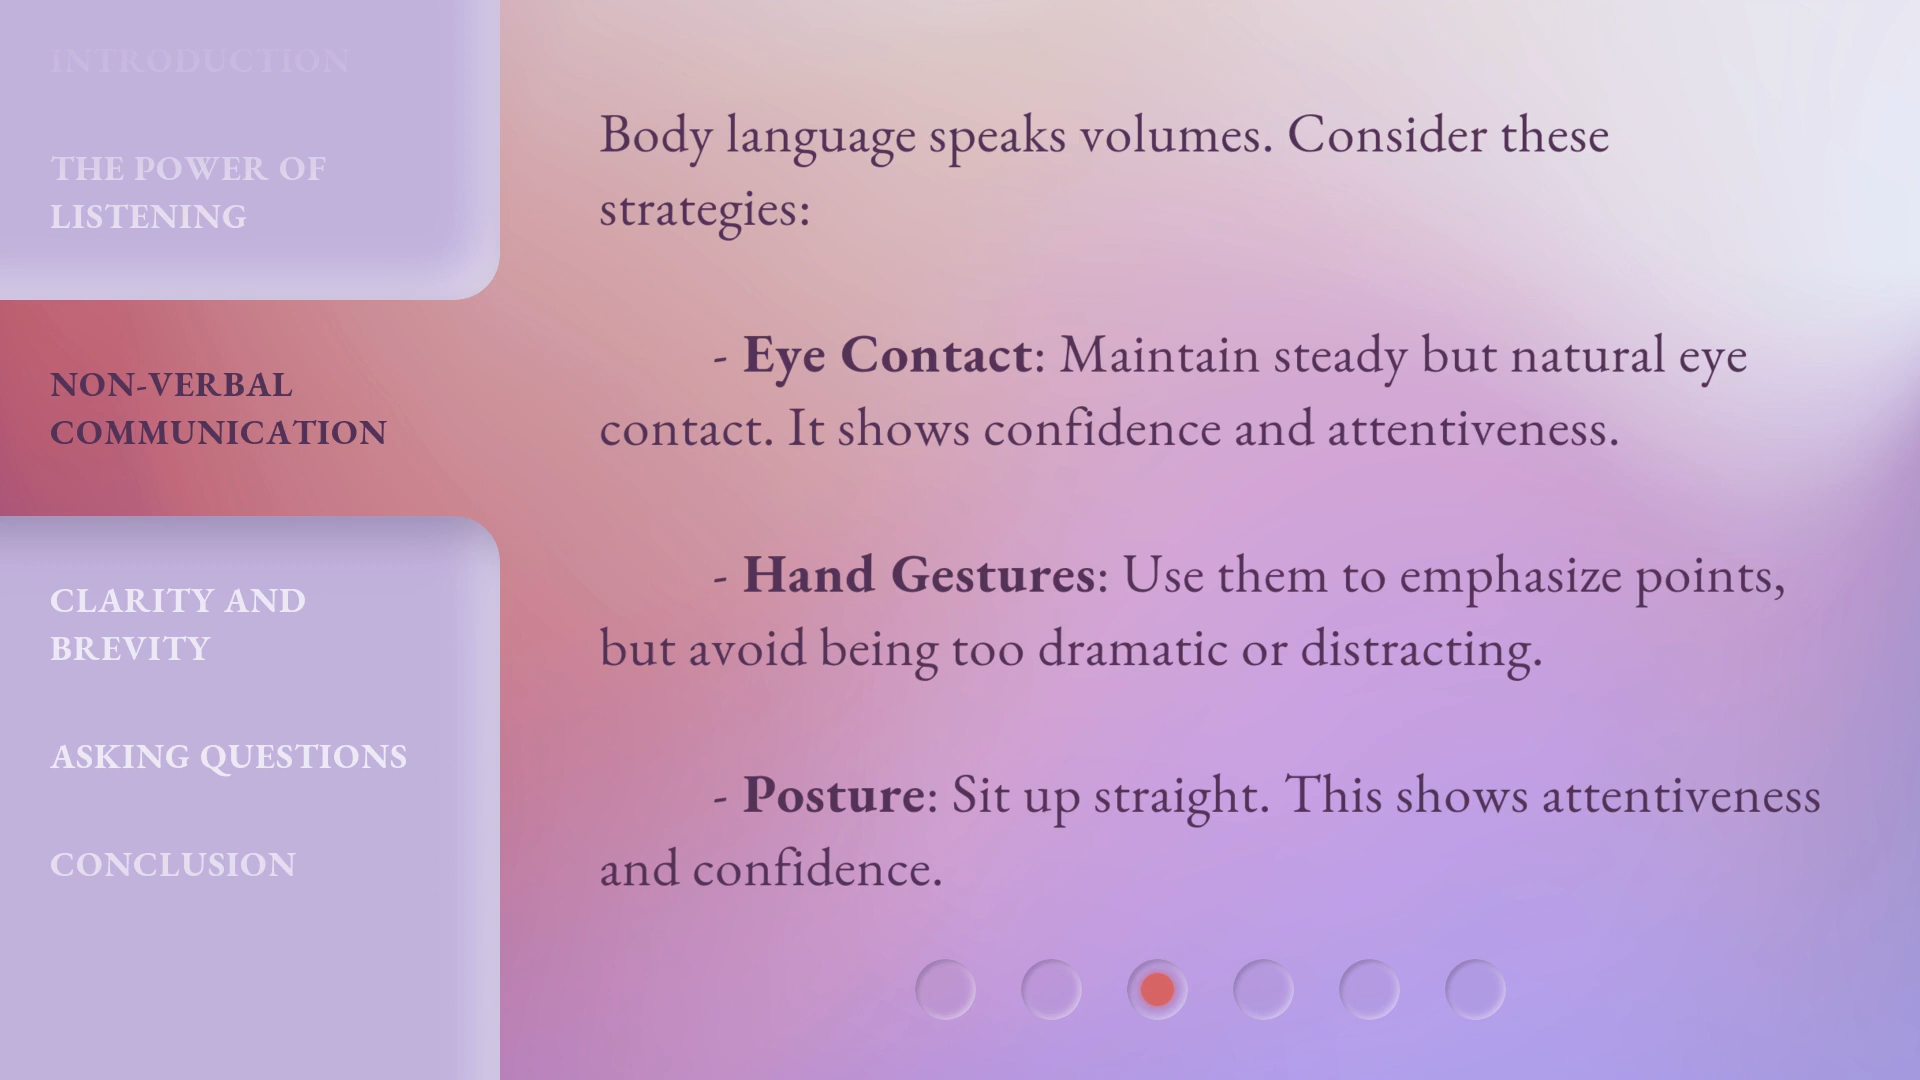 INTRODUCTION
THE POWER OF
LISTENING
NON-VERBAL
COMMUNICATION
CLARITY AND
BREVITY
ASKING QUESTIONS
CONCLUSION
Body language speaks volumes. Consider these
strategies:
- Eye Contact: Maintain steady but natural eye
contact. It shows confidence and attentiveness.
- Hand Gestures: Use them to emphasize points,
but avoid being too dramatic or distracting.
- Posture: Sit up straight. This shows attentiveness
and confidence.